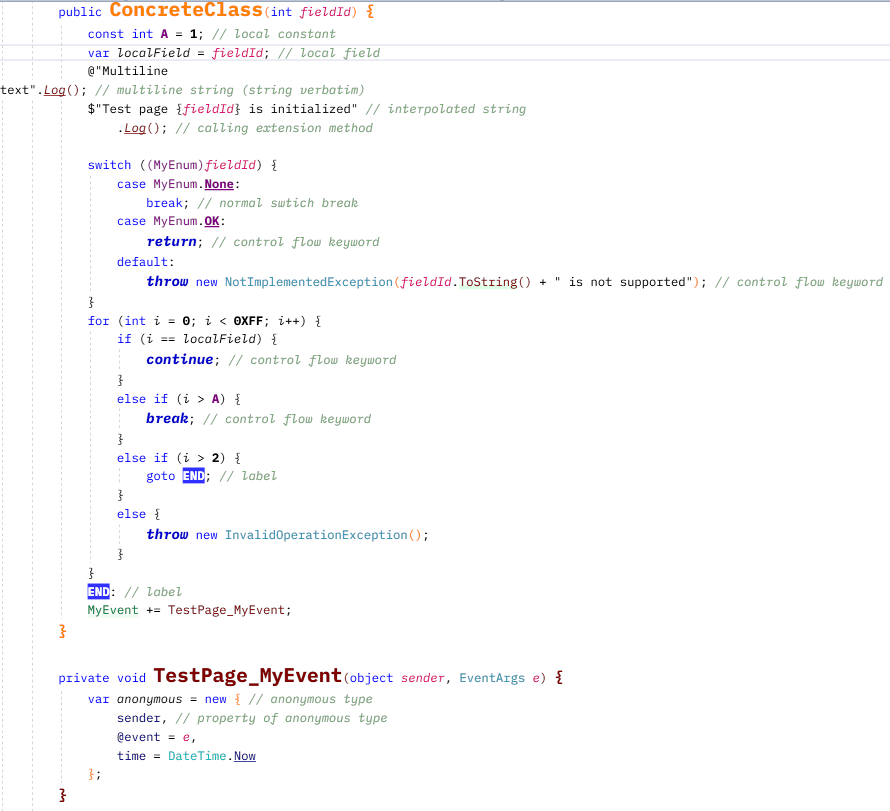 public ConcreteClass(int fieldId) {
const int A = 1; // local constant
var localField = fieldId; // local field
@"Multiline
text".Log(); // multiline string (string verbatim)
$"Test page {fieldId} is initialized" // interpolated string
.Log(); // calling extension method
switch ((MyEnum)fieldId) {
case MyEnum.None:
break; // normal swtich break
case MyEnum.OK:
return; // control flow keyword
default:
throw new NotImplementedException(fieldId.ToString() + " is not supported"); // control flow keyword
}
for (int i = 0; i < 0XFF; i++) {
if (i == localField) {
continue; // control flow keyword
}
else if (i > A) {
break; // control flow keyword
}
else if (i > 2) {
goto END; // label
}
else {
throw new InvalidOperationException();
}
}
END: // label
MyEvent += TestPage_MyEvent;
}
private void TestPage_MyEvent(object sender, EventArgs e) {
var anonymous = new { // anonymous type
sender, // property of anonymous type
@event = e,
time = DateTime.Now
};
}